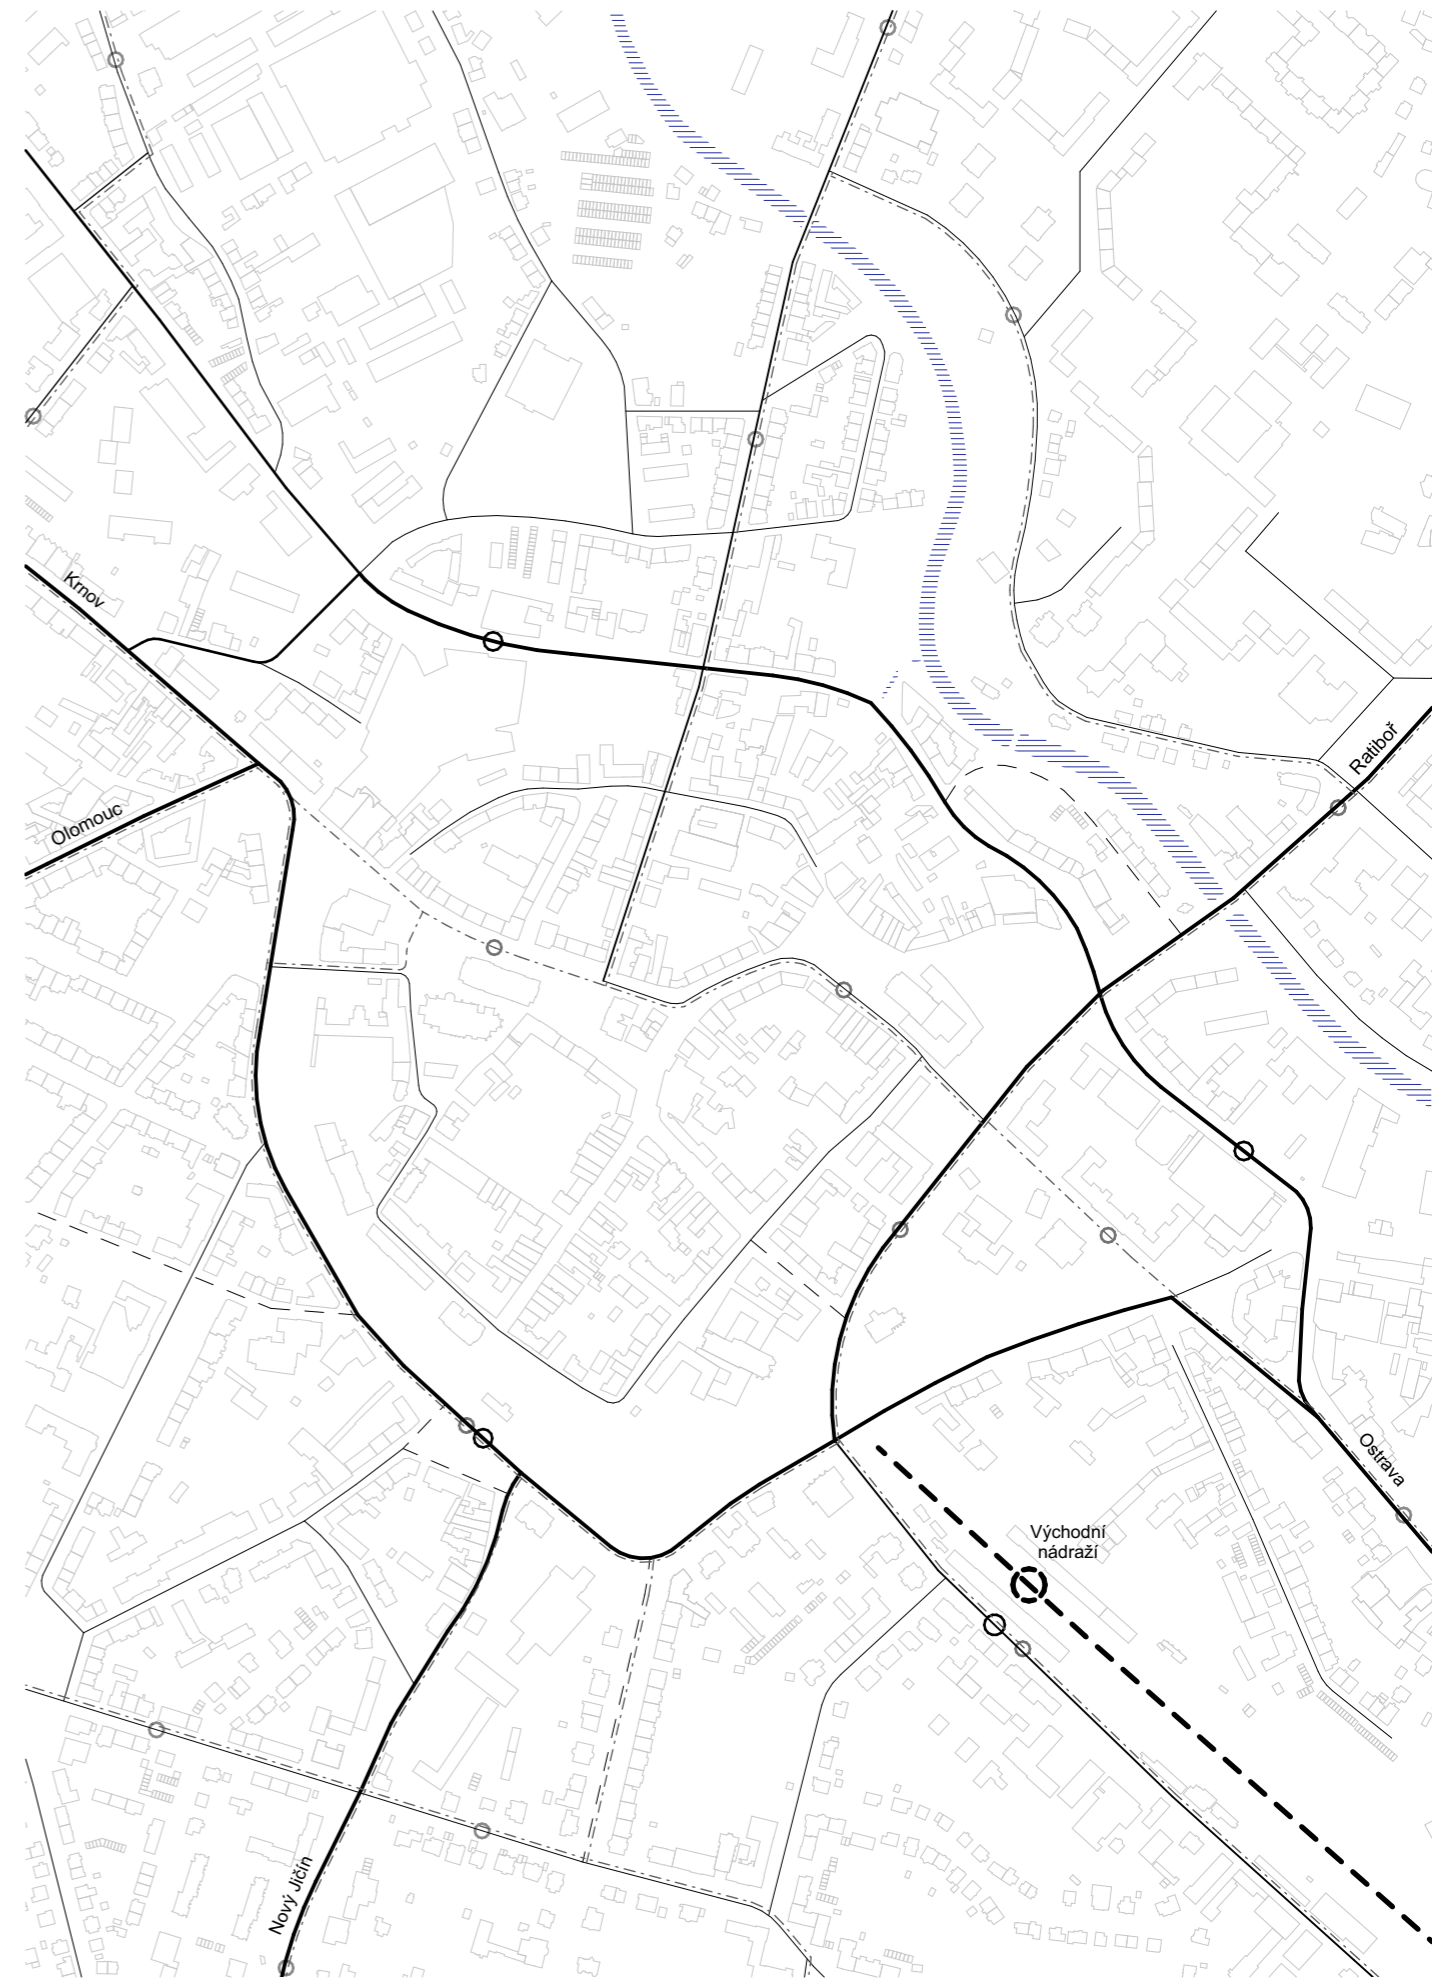 Krnov
Ratiboř
Olomouc
Ostrava
Východní
nádraží
Nový Jičín